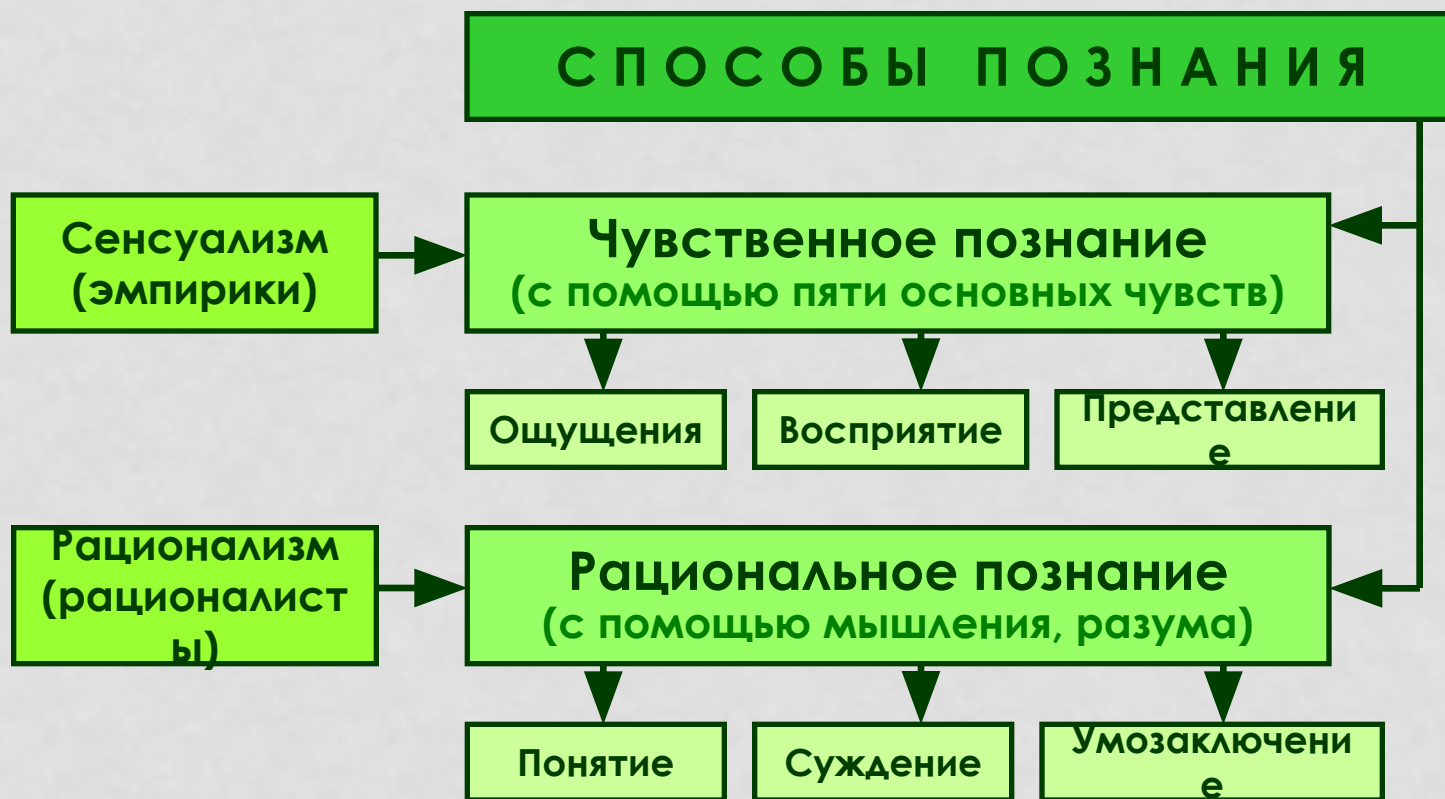 СПОСОБЫ ПОЗНАНИЯ
Сенсуализм
(эмпирики)
Чувственное познание
(с помощью пяти основных чувств)
Ощущения
Восприятие
Представлени
е
Рационализм
(рационалист
ы)
Рациональное познание
(с помощью мышления, разума)
Понятие
Суждение
Умозаключени
е